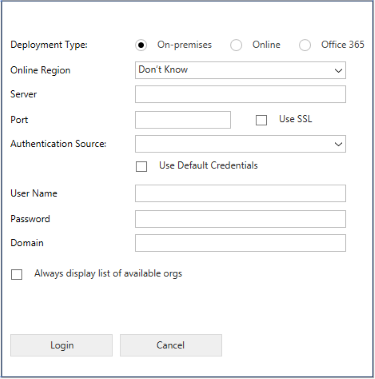 Deployment Type: On-premises Online Office 365
Online Region Don't Know
Server
Port Use SSL
Authentication Source:
Use Default Credentials
User Name
Password
Domain
Always display list of available orgs
Login Cancel